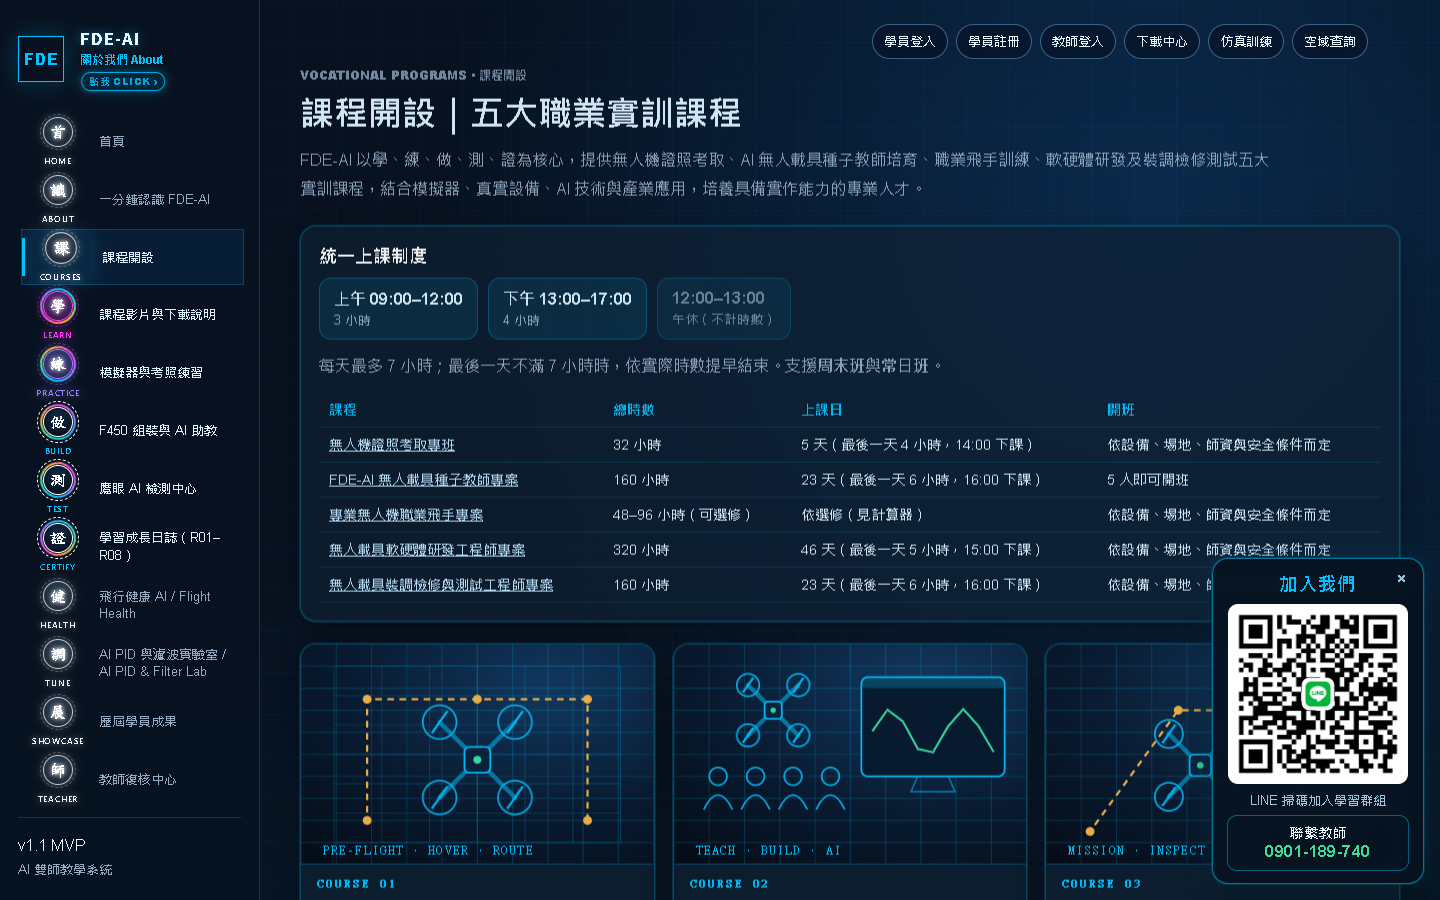 FDE
FDE-AI
關於我們 About
點我 CLICK ›
首
HOME
首頁
識
ABOUT
一分鐘認識 FDE-AI
課
COURSES
課程開設
學
LEARN
課程影片與下載說明
練
PRACTICE
模擬器與考照練習
做
BUILD
F450 組裝與 AI 助教
測
TEST
鷹眼 AI 檢測中心
證
CERTIFY
學習成長日誌（R01–
R08）
健
HEALTH
飛行健康 AI / Flight
Health
調
TUNE
AI PID 與濾波實驗室 /
AI PID & Filter Lab
展
SHOWCASE
歷屆學員成果
師
TEACHER
教師復核中心
v1.1 MVP
AI 雙師教學系統
學員登入
學員註冊
教師登入
下載中心
仿真訓練
空域查詢
VOCATIONAL PROGRAMS • 課程開設
課程開設｜五大職業實訓課程
FDE-AI 以學、練、做、測、證為核心，提供無人機證照考取、AI 無人載具種子教師培育、職業飛手訓練、軟硬體研發及裝調檢修測試五大
實訓課程，結合模擬器、真實設備、AI 技術與產業應用，培養具備實作能力的專業人才。
統一上課制度
上午 09:00–12:00
3 小時
下午 13:00–17:00
4 小時
12:00–13:00
午休（不計時數）
每天最多 7 小時；最後一天不滿 7 小時時，依實際時數提早結束。支援周末班與常日班。
課程 總時數 上課日 開班
無人機證照考取專班 32 小時 5 天（最後一天 4 小時，14:00 下課） 依設備、場地、師資與安全條件而定
FDE-AI 無人載具種子教師專案 160 小時 23 天（最後一天 6 小時，16:00 下課） 5 人即可開班
專業無人機職業飛手專案 48–96 小時（可選修） 依選修（見計算器） 依設備、場地、師資與安全條件而定
無人載具軟硬體研發工程師專案 320 小時 46 天（最後一天 5 小時，15:00 下課） 依設備、場地、師資與安全條件而定
無人載具裝調檢修與測試工程師專案 160 小時 23 天（最後一天 6 小時，16:00 下課） 依設備、場地、
PRE-FLIGHT · HOVER · ROUTE
COURSE 01
TEACH · BUILD · AI
COURSE 02
MISSION · INSPECT
COURSE 03
加入我們
×
LINE
LINE 掃碼加入學習群組
聯繫教師
0901-189-740